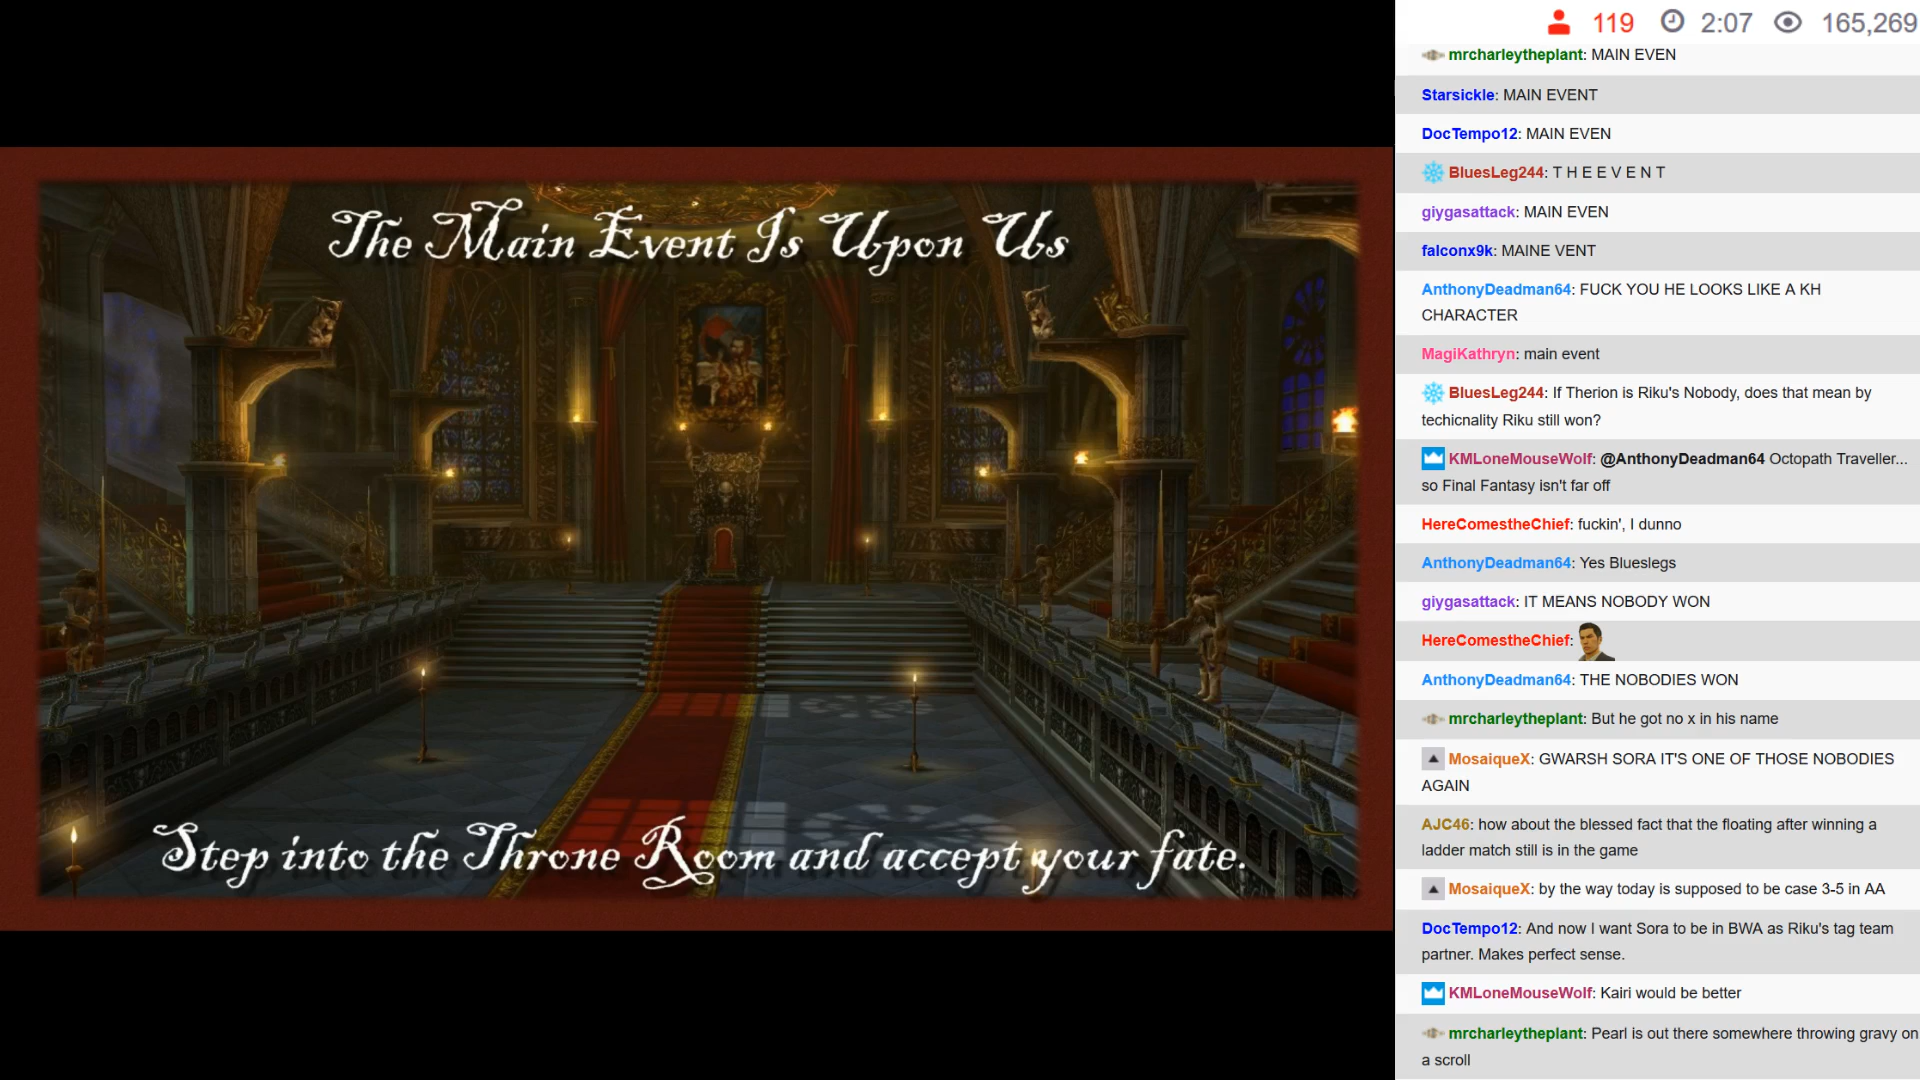 The Main Event Is Upon Us
Step into the Throne Room and accept your fate.
119 2:07 165,269
mrcharleytheplant: MAIN EVEN
Starsickle: MAIN EVENT
DocTempo12: MAIN EVEN
BluesLeg244: T H E E V E N T
giygasattack: MAIN EVEN
falconx9k: MAINE VENT
AnthonyDeadman64: FUCK YOU HE LOOKS LIKE A KH
CHARACTER
MagiKathryn: main event
BluesLeg244: If Therion is Riku's Nobody, does that mean by
techicnality Riku still won?
KMLoneMouseWolf: @AnthonyDeadman64 Octopath Traveller...
so Final Fantasy isn't far off
HereComestheChief: fuckin', I dunno
AnthonyDeadman64: Yes Blueslegs
giygasattack: IT MEANS NOBODY WON
HereComestheChief:
AnthonyDeadman64: THE NOBODIES WON
mrcharleytheplant: But he got no x in his name
MosaiqueX: GWARSH SORA IT'S ONE OF THOSE NOBODIES
AGAIN
AJC46: how about the blessed fact that the floating after winning a
ladder match still is in the game
MosaiqueX: by the way today is supposed to be case 3-5 in AA
DocTempo12: And now I want Sora to be in BWA as Riku's tag team
partner. Makes perfect sense.
KMLoneMouseWolf: Kairi would be better
mrcharleytheplant: Pearl is out there somewhere throwing gravy on
a scroll